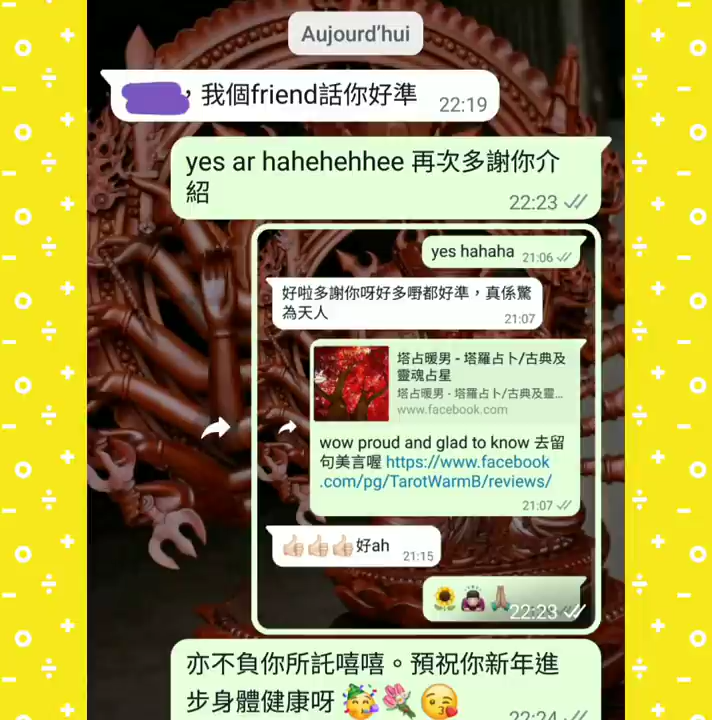 Aujourd'hui
，我個friend話你好準 22:19
yes ar hahehehhee 再次多謝你介
紹
22:23
yes hahaha 21:06
好啦多謝你呀好多嘢都好準，真係驚
為天人
21:07
塔占暖男 - 塔羅占卜/古典及
靈魂占星
塔占暖男 - 塔羅占卜/古典及靈...
www.facebook.com
wow proud and glad to know 去留
句美言喔 https://www.facebook
.com/pg/TarotWarmB/reviews/
21:07
👍🏻👍🏻👍🏻好ah 21:15
🌻🙇🏻🙏🏻 22:23
亦不負你所託嘻嘻。預祝你新年進
步身體健康呀 🥳💐😘
22:24